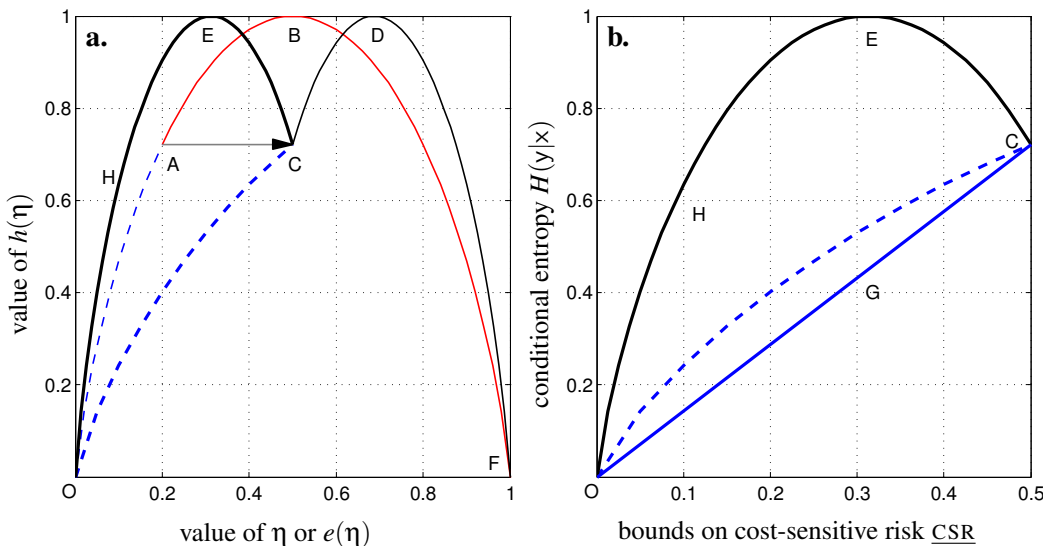 a.
1
0.8
0.6
0.4
0.2
O
0.2
0.4
0.6
0.8
1
E
B
D
A
C
H
F
value of h(η)
value of η or e(η)
b.
1
0.8
0.6
0.4
0.2
O
0.1
0.2
0.3
0.4
0.5
E
C
H
G
conditional entropy H(y|x)
bounds on cost-sensitive risk CSR